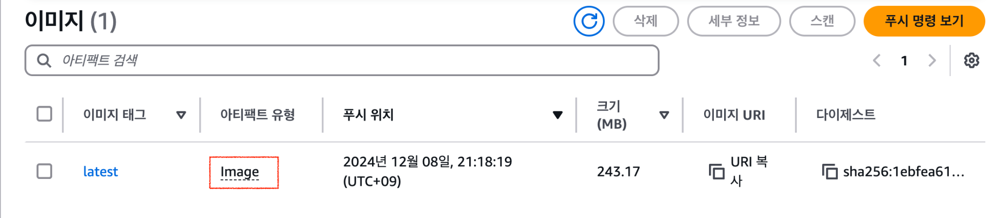 이미지 (1)
삭제
세부 정보
스캔
푸시 명령 보기
아티팩트 검색
1
이미지 태그
아티팩트 유형
푸시 위치
크기
(MB)
이미지 URI
다이제스트
latest
Image
2024년 12월 08일, 21:18:19
(UTC+09)
243.17
URI 복
사
sha256:1ebfea61...